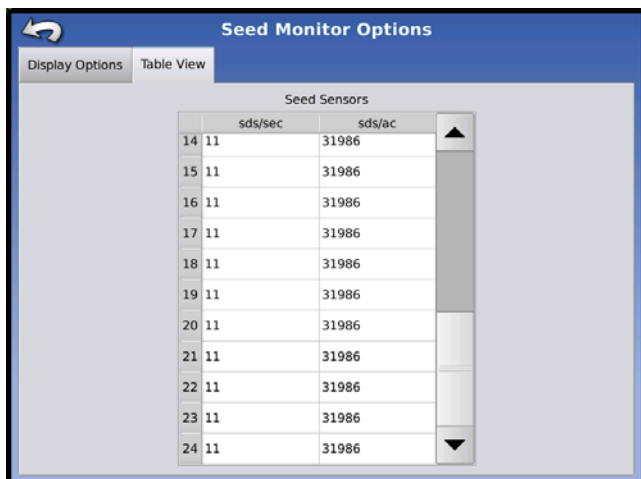 Seed Monitor Options
Display Options Table View
Seed Sensors
sds/sec sds/ac
14 11 31986
15 11 31986
16 11 31986
17 11 31986
18 11 31986
19 11 31986
20 11 31986
21 11 31986
22 11 31986
23 11 31986
24 11 31986